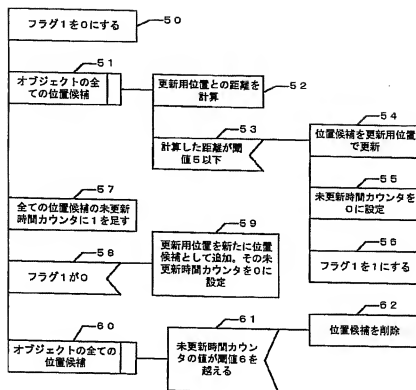 フラグ1を0にする
50
51
オブジェクトの全
ての位置候補
更新用位置との距離を
計算
52
53
計算した距離が閾
値5以下
54
位置候補を更新用位置
で更新
55
未更新時間カウンタを
0に設定
56
フラグ1を1にする
57
全ての位置候補の未更新
時間カウンタに1を足す
58
フラグ1が0
59
更新用位置を新たに位置
候補として追加。その未
更新時間カウンタを0に
設定
60
オブジェクトの全ての
位置候補
61
未更新時間カウン
タの値が閾値6を
越える
62
位置候補を削除